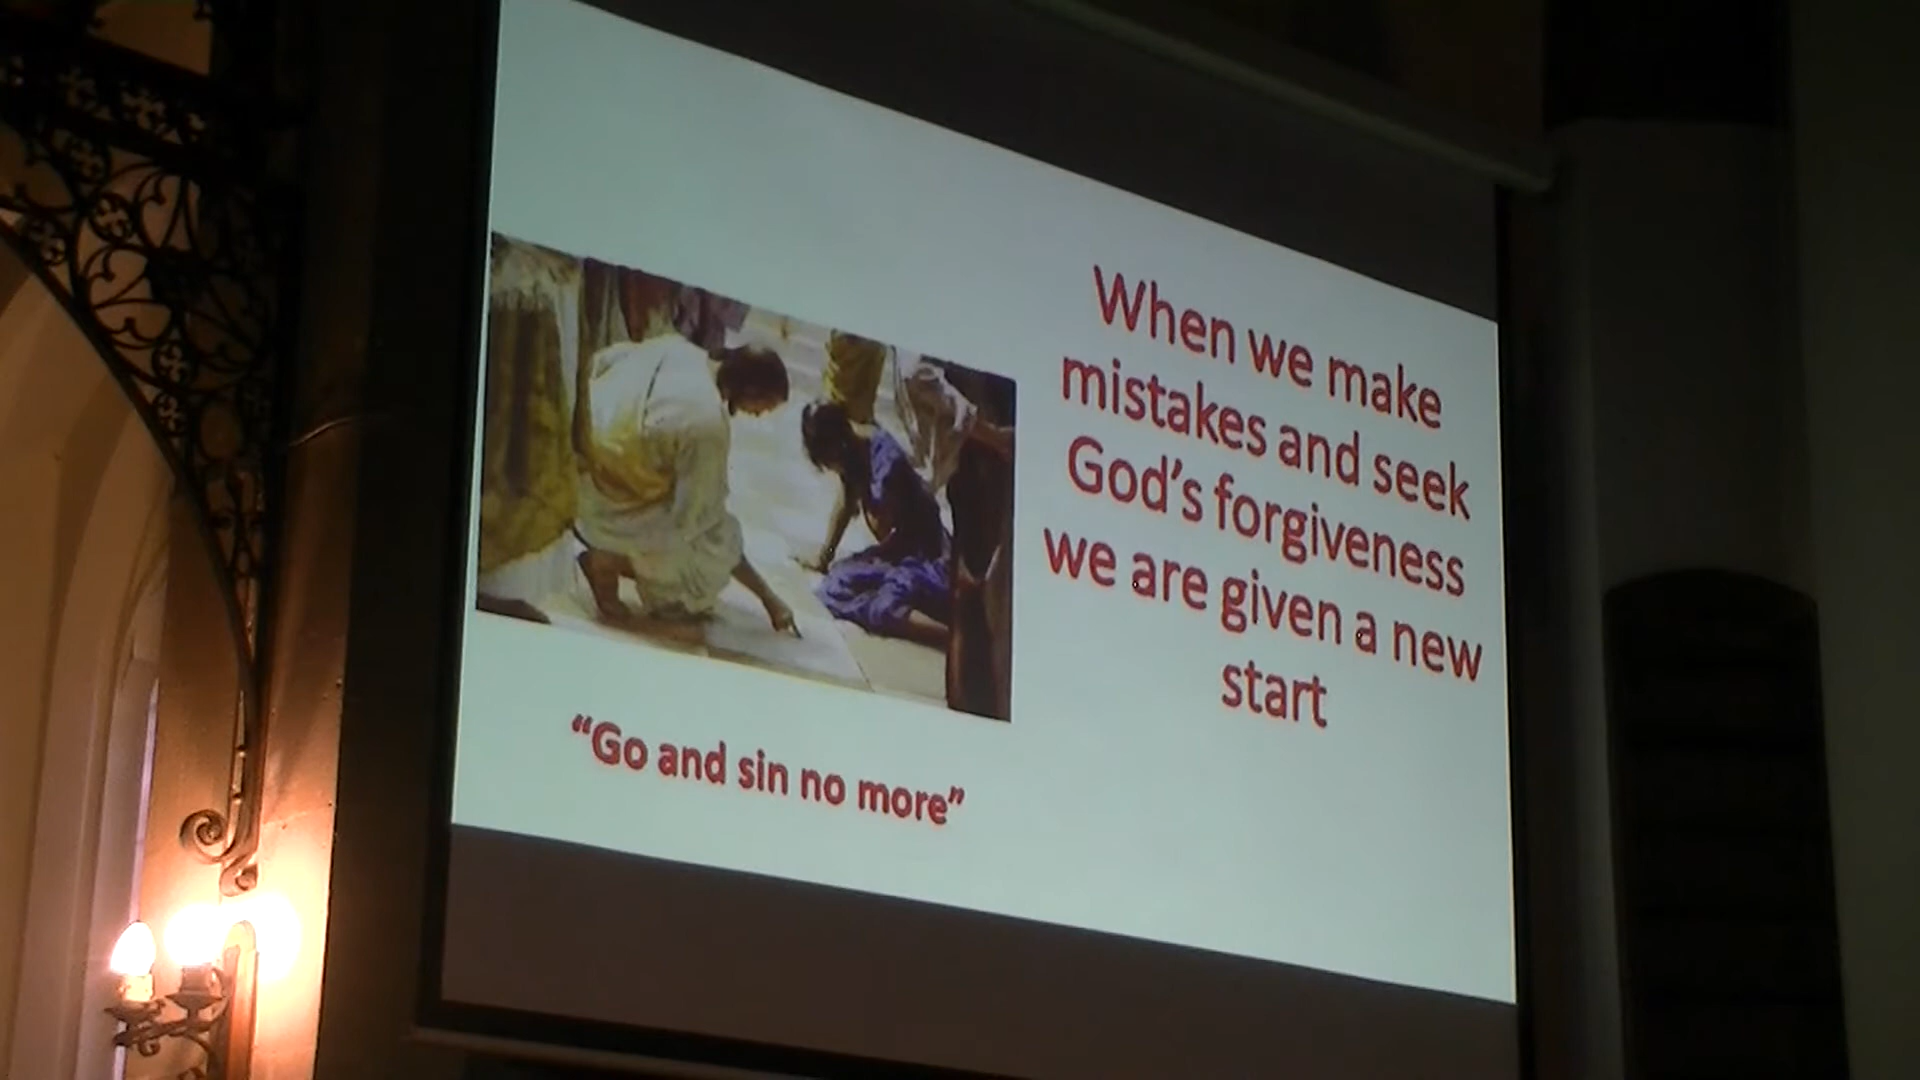 When we make
mistakes and seek
God's forgiveness
we are given a new
start
“Go and sin no more”